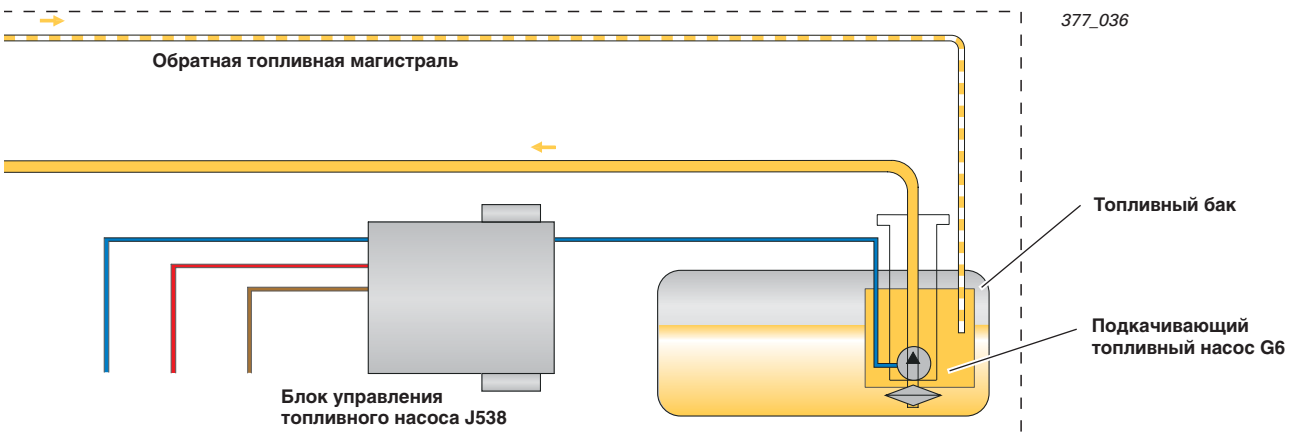 377_036
Обратная топливная магистраль
Топливный бак
Подкачивающий
топливный насос G6
Блок управления
топливного насоса J538